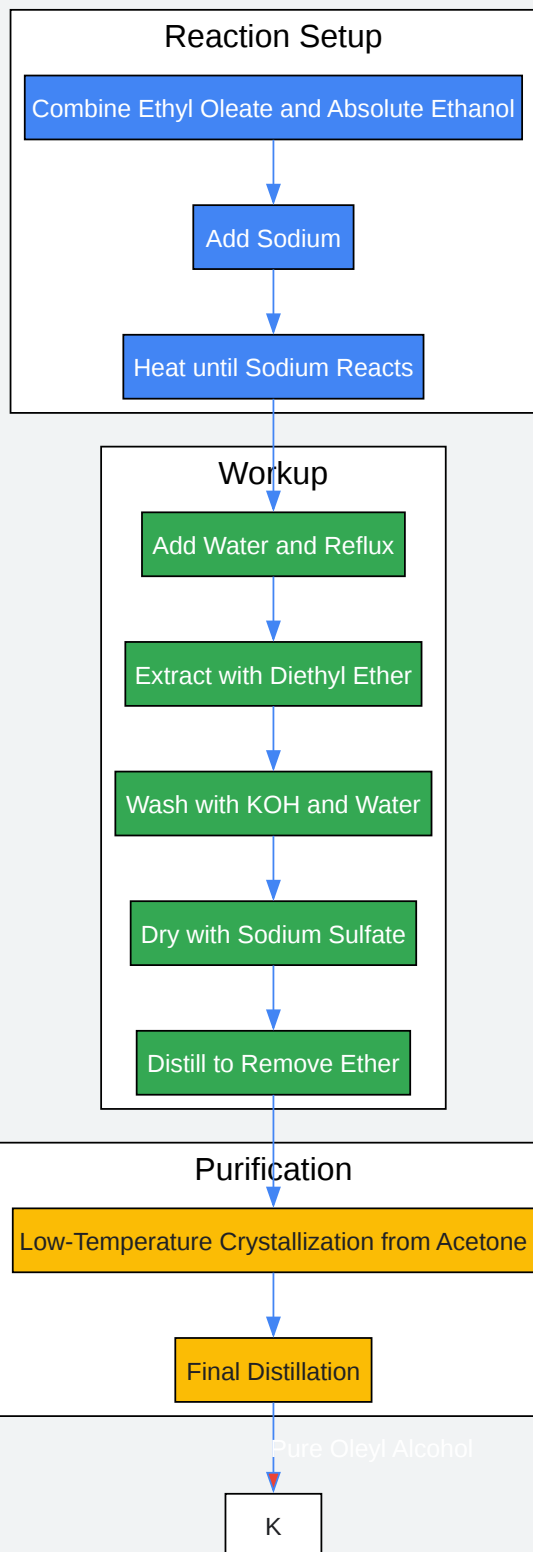 Reaction Setup
Combine Ethyl Oleate and Absolute Ethanol
Add Sodium
Heat until Sodium Reacts
Workup
Add Water and Reflux
Extract with Diethyl Ether
Wash with KOH and Water
Dry with Sodium Sulfate
Distill to Remove Ether
Purification
Low-Temperature Crystallization from Acetone
Final Distillation
Pure Oleyl Alcohol
K